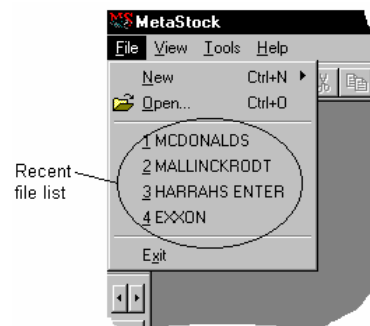 MS MetaStock
File View Tools Help
New Ctrl+N
Open... Ctrl+O
1 MCDONALDS
2 MALLINCKRODT
3 HARRAHS ENTER
4 EXXON
Exit
Recent
file list